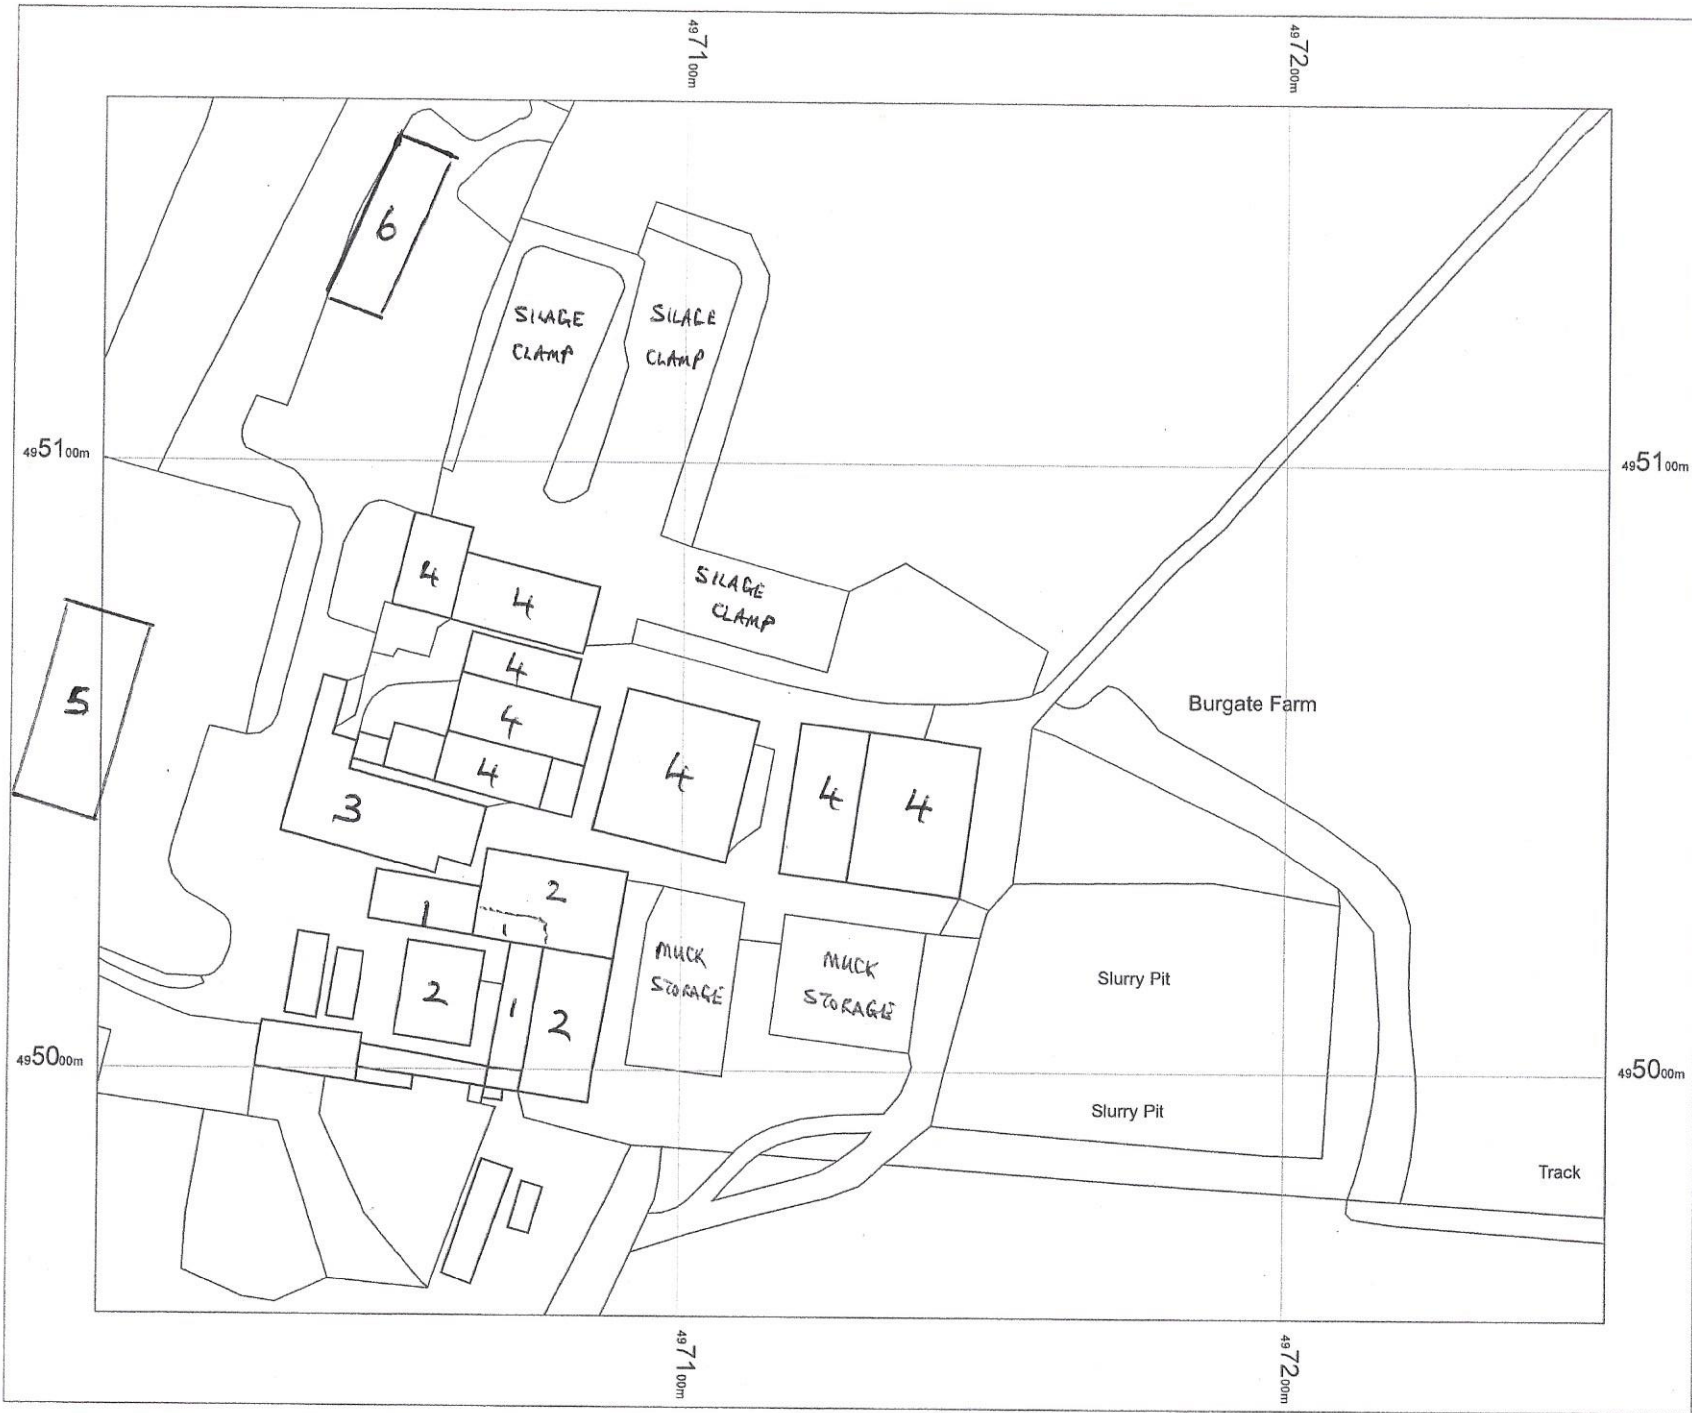 4971 00m
4972 00m
6
SILAGE
CLAMP
SILAGE
CLAMP
4951 00m
4951 00m
4
4
SILAGE
CLAMP
4
5
4
Burgate Farm
4
4
4
4
3
2
1
1
MUCK
STORAGE
MUCK
STORAGE
Slurry Pit
2
1
2
4950 00m
4950 00m
Slurry Pit
Track
4971 00m
4972 00m